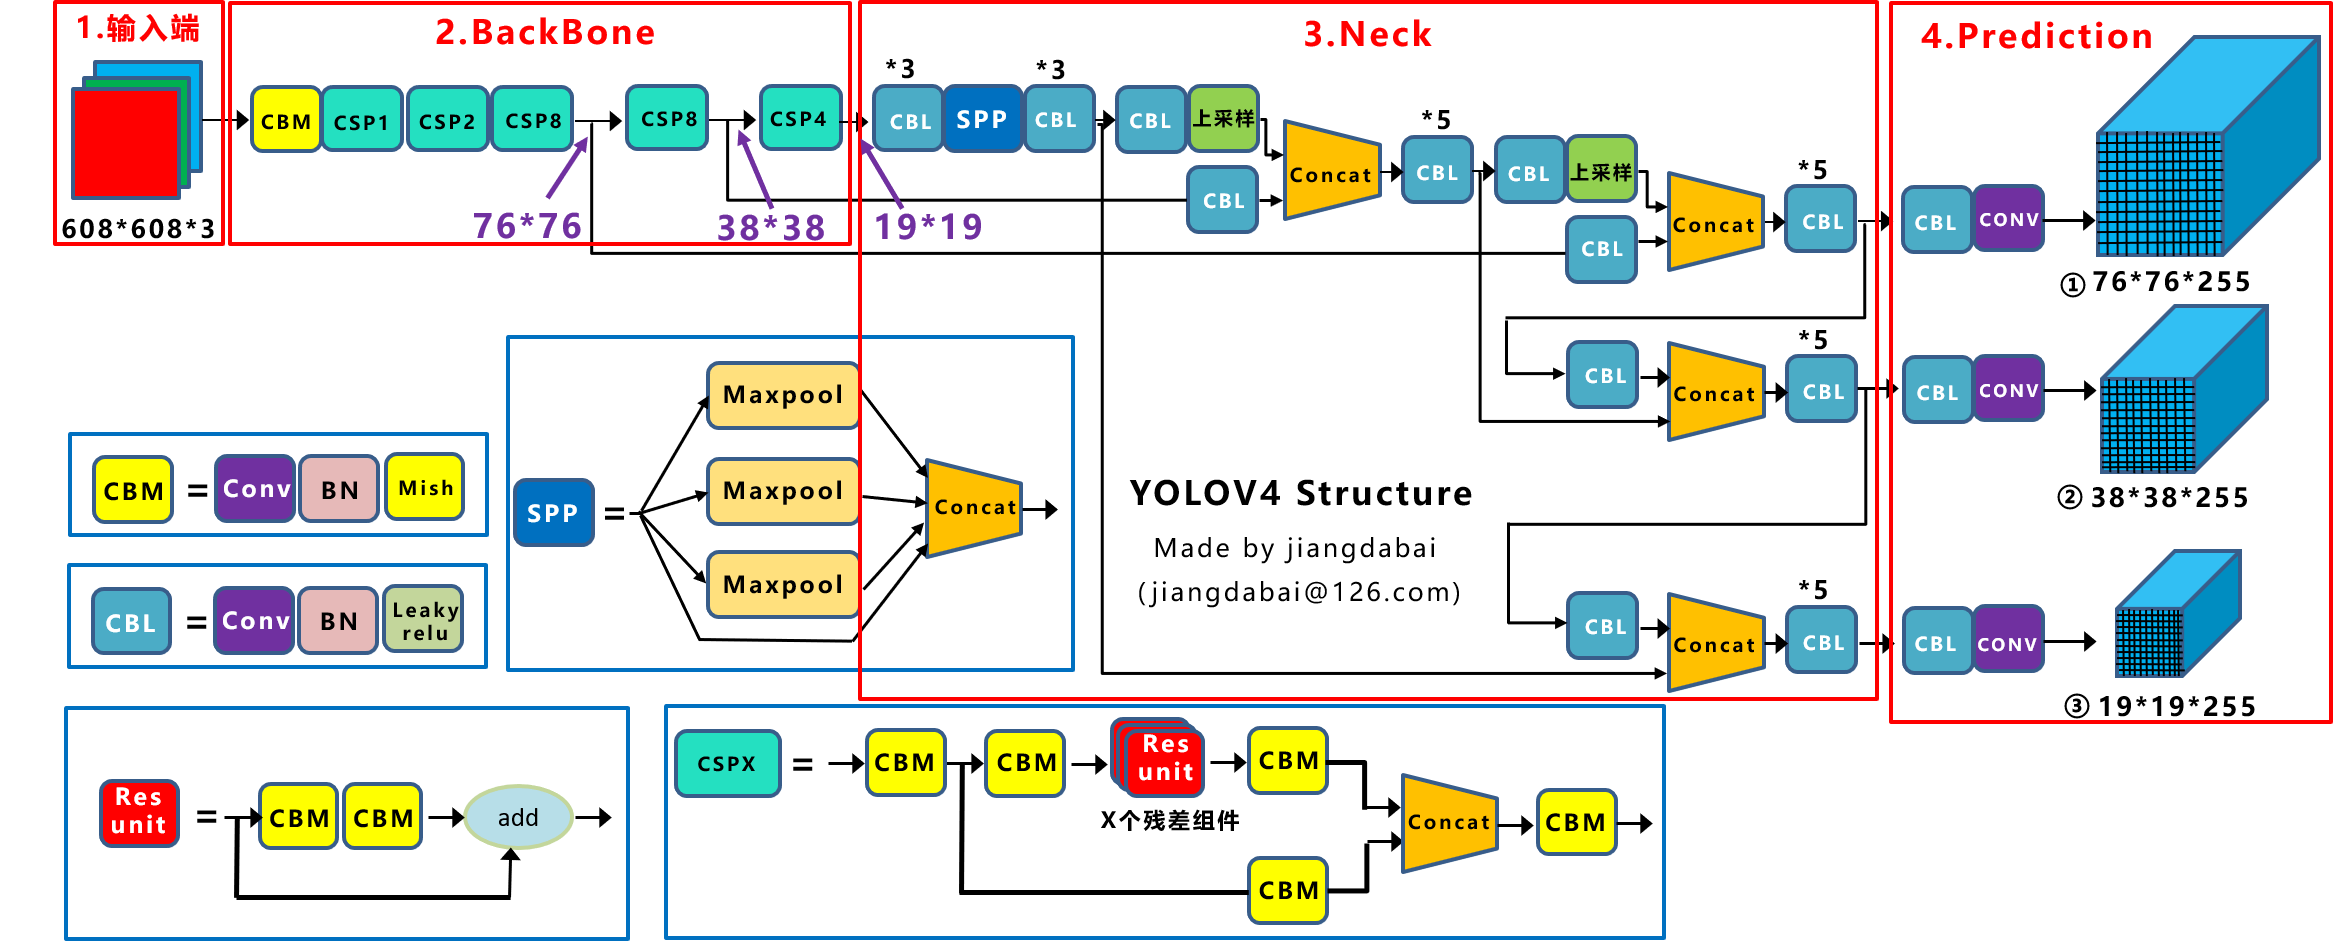 1.输入端
608*608*3
2.BackBone
CBM
CSP1
CSP2
CSP8
CSP8
CSP4
76*76
38*38
19*19
3.Neck
*3
CBL
SPP
*3
CBL
CBL
上采样
CBL
Concat
*5
CBL
CBL
上采样
CBL
Concat
*5
CBL
CBL
Concat
*5
CBL
CBL
Concat
*5
CBL
YOLOV4 Structure
Made by jiangdabai
(jiangdabai@126.com)
4.Prediction
CBL
CONV
① 76*76*255
CBL
CONV
② 38*38*255
CBL
CONV
③ 19*19*255
SPP
=
Maxpool
Maxpool
Maxpool
Concat
CBM
=
Conv
BN
Mish
CBL
=
Conv
BN
Leaky
relu
Res
unit
=
CBM
CBM
add
CSPX
=
CBM
CBM
Res
unit
X个残差组件
CBM
CBM
Concat
CBM